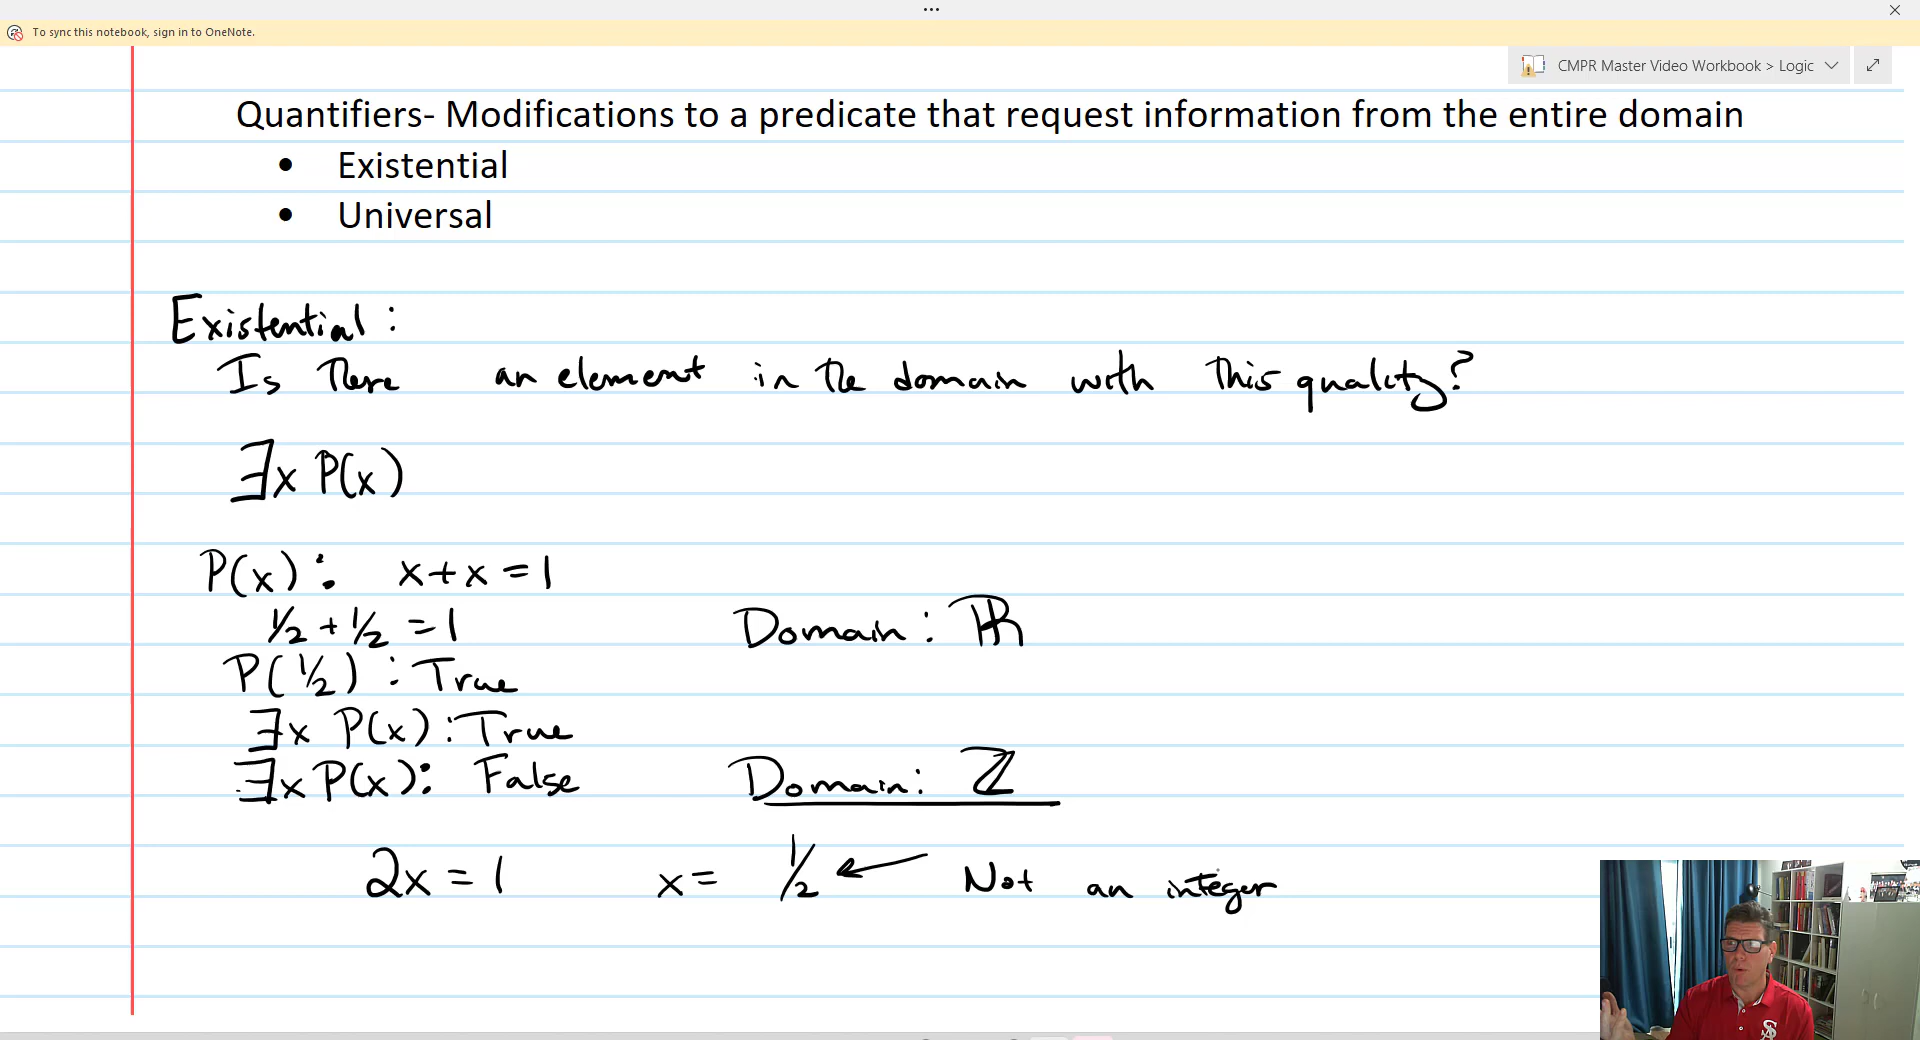 To sync this notebook, sign in to OneNote.
CMPR Master Video Workbook > Logic
Quantifiers- Modifications to a predicate that request information from the entire domain
• Existential
• Universal
Existential:
Is there an element in the domain with this quality?
∃x P(x)
P(x): x+x=1
1/2 + 1/2 = 1 Domain: ℝ
P(1/2): True
∃x P(x): True
∃x P(x): False Domain: ℤ
2x = 1 x = 1/2 ← Not an integer